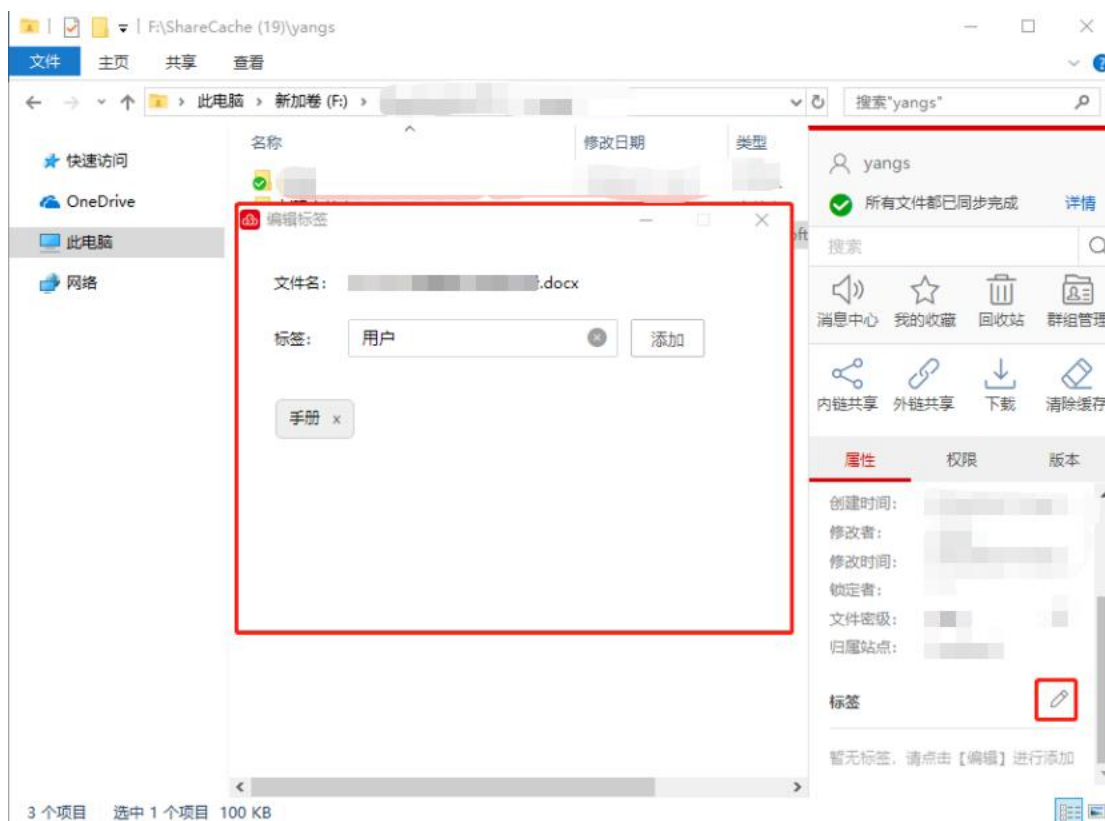 F:\ShareCache (19)\yangs
文件 主页 共享 查看
此电脑 新加卷 (F:)
搜索"yangs"
快速访问
OneDrive
此电脑
网络
名称 修改日期 类型
编辑标签
文件名: .docx
标签: 用户 添加
手册 x
yangs
所有文件都已同步完成 详情
搜索
消息中心 我的收藏 回收站 群组管理
内链共享 外链共享 下载 清除缓存
属性 权限 版本
创建时间:
修改者:
修改时间:
锁定者:
文件密级:
归属站点:
标签
暂无标签，请点击【编辑】进行添加
3 个项目 选中 1 个项目 100 KB